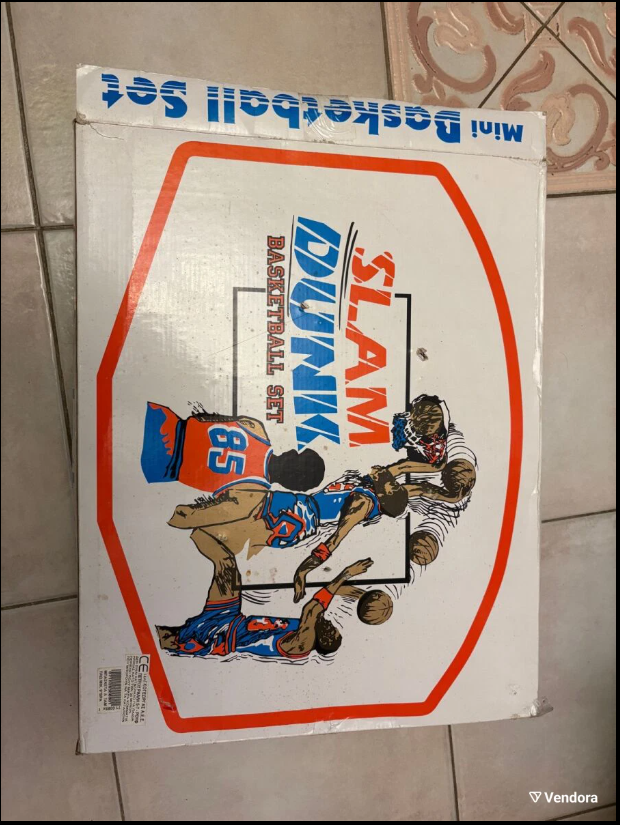 Mini Basketball Set
SLAM
DUNK
BASKETBALL SET
85
CE
Vendora